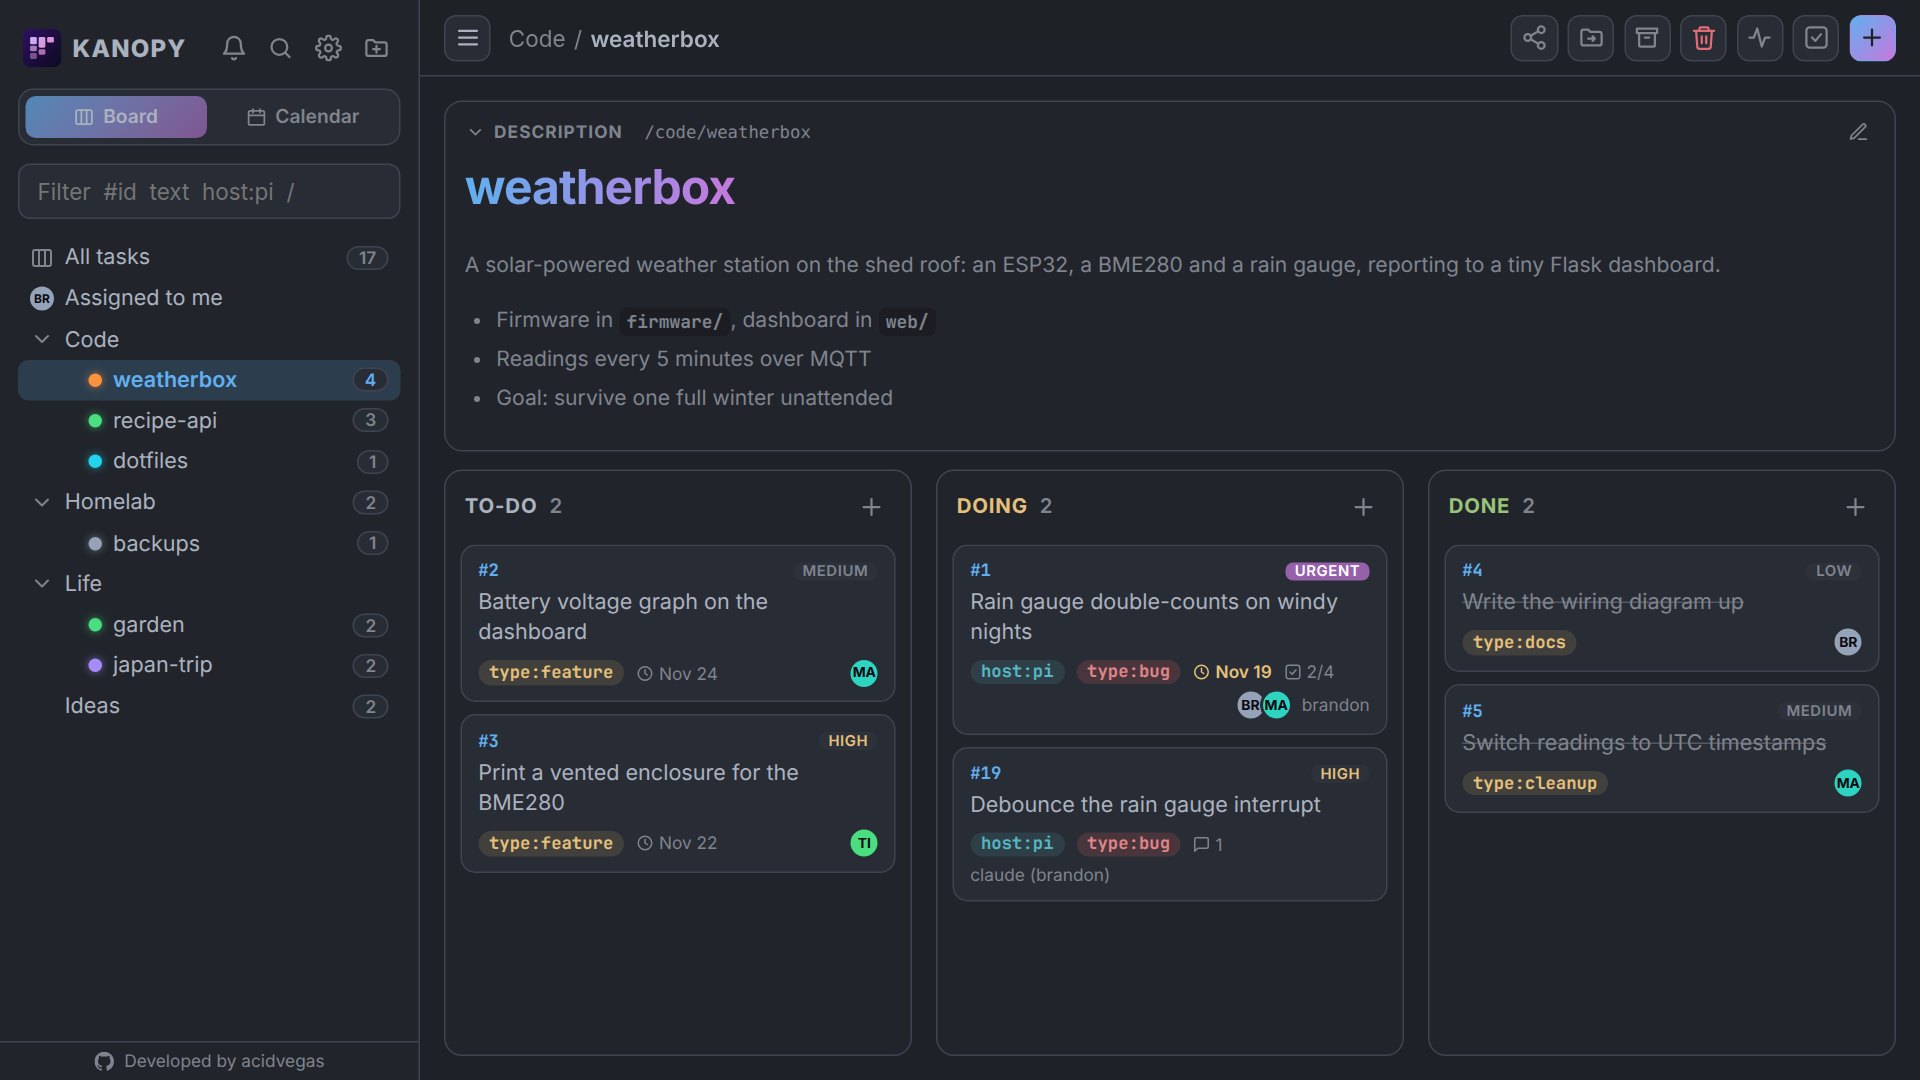 KANOPY
Board
Calendar
Filter #id text host:pi /
All tasks 17
BR Assigned to me
Code
weatherbox 4
recipe-api 3
dotfiles 1
Homelab 2
backups 1
Life
garden 2
japan-trip 2
Ideas 2
Developed by acidvegas
Code / weatherbox
DESCRIPTION /code/weatherbox
weatherbox
A solar-powered weather station on the shed roof: an ESP32, a BME280 and a rain gauge, reporting to a tiny Flask dashboard.
• Firmware in firmware/, dashboard in web/
• Readings every 5 minutes over MQTT
• Goal: survive one full winter unattended
TO-DO 2
#2 MEDIUM
Battery voltage graph on the
dashboard
type:feature Nov 24 MA
#3 HIGH
Print a vented enclosure for the
BME280
type:feature Nov 22 TI
DOING 2
#1 URGENT
Rain gauge double-counts on windy
nights
host:pi type:bug Nov 19 2/4
BR MA brandon
#19 HIGH
Debounce the rain gauge interrupt
host:pi type:bug 1
claude (brandon)
DONE 2
#4 LOW
Write the wiring diagram up
type:docs BR
#5 MEDIUM
Switch readings to UTC timestamps
type:cleanup MA